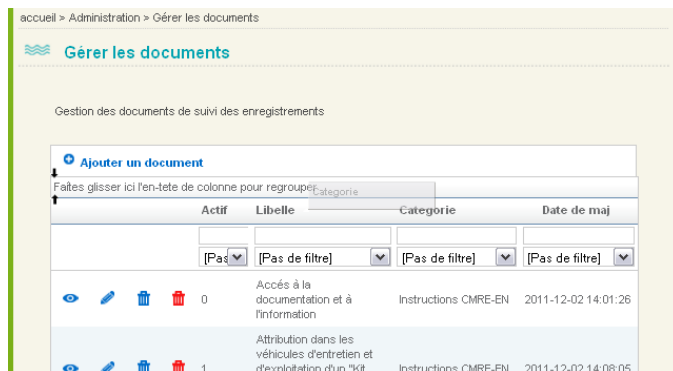 accueil > Administration > Gérer les documents
Gérer les documents
Gestion des documents de suivi des enregistrements
Ajouter un document
Faites glisser ici l'en-tete de colonne pour regrouper
Categorie
Actif Libelle Categorie Date de maj
[Pas [Pas de filtre] [Pas de filtre] [Pas de filtre]
Accés à la
0 documentation et à Instructions CMRE-EN 2011-12-02 14:01:26
l'information
Attribution dans les
véhicules d'entretien et
1 d'exploitation d'un "Kit Instructions CMRE-EN 2011-12-02 14:08:05